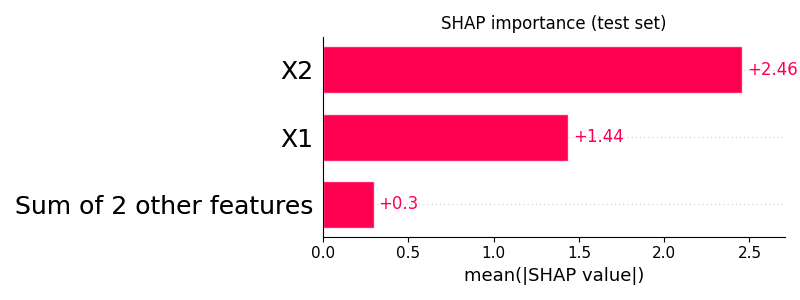 SHAP importance (test set)
X2
+2.46
X1
+1.44
Sum of 2 other features
+0.3
0.0 0.5 1.0 1.5 2.0 2.5
mean(|SHAP value|)